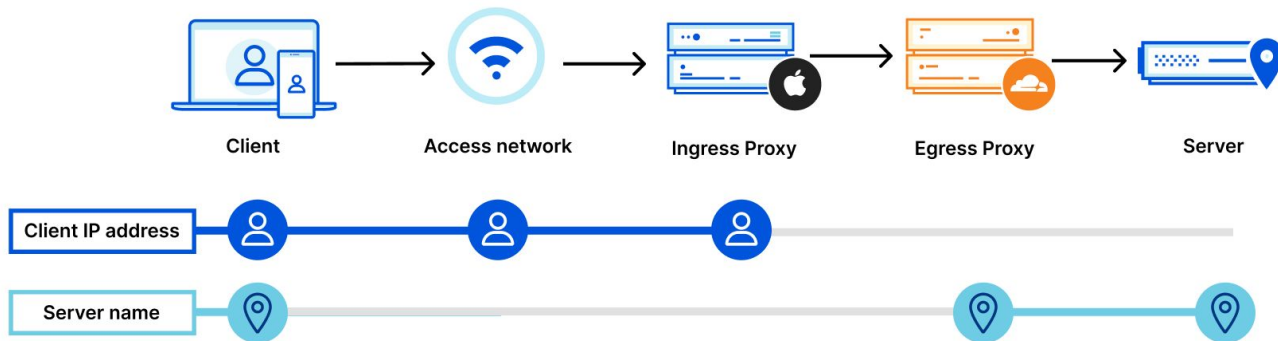 Client
Access network
Ingress Proxy
Egress Proxy
Server
Client IP address
Server name